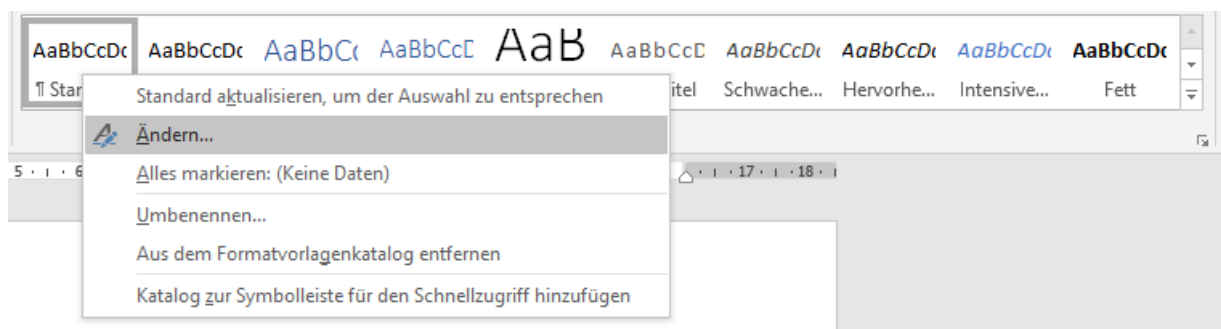 AaBbCcDc AaBbCcDc AaBbCc AaBbCcD AaB AaBbCcD AaBbCcDc AaBbCcDc AaBbCcDc AaBbCcDc
¶ Stan itel Schwache... Hervorhe... Intensive... Fett
Standard aktualisieren, um der Auswahl zu entsprechen
Ändern...
5 6 17 18
Alles markieren: (Keine Daten)
Umbenennen...
Aus dem Formatvorlagenkatalog entfernen
Katalog zur Symbolleiste für den Schnellzugriff hinzufügen